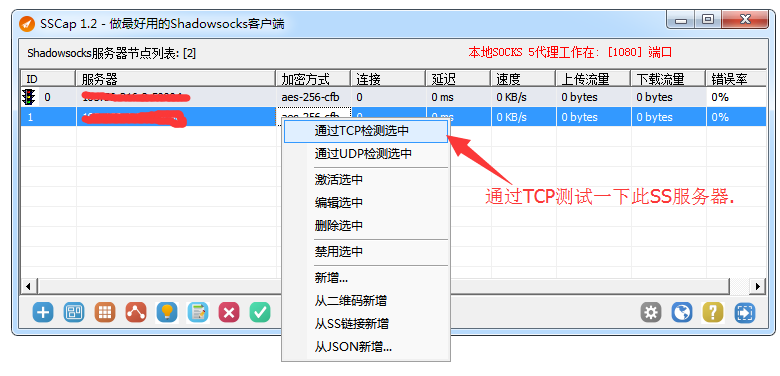 SSCap 1.2 - 做最好用的Shadowsocks客户端
Shadowsocks服务器节点列表: [2]
本地SOCKS 5代理工作在: [1080] 端口
ID 服务器 加密方式 连接 延迟 速度 上传流量 下载流量 错误率
0 aes-256-cfb 0 0 ms 0 KB/s 0 bytes 0 bytes 0%
1 aes-256-cfb 0 0 ms 0 KB/s 0 bytes 0 bytes 0%
通过TCP检测选中
通过UDP检测选中
激活选中
编辑选中
删除选中
禁用选中
新增...
从二维码新增
从SS链接新增
从JSON新增...
通过TCP测试一下此SS服务器.